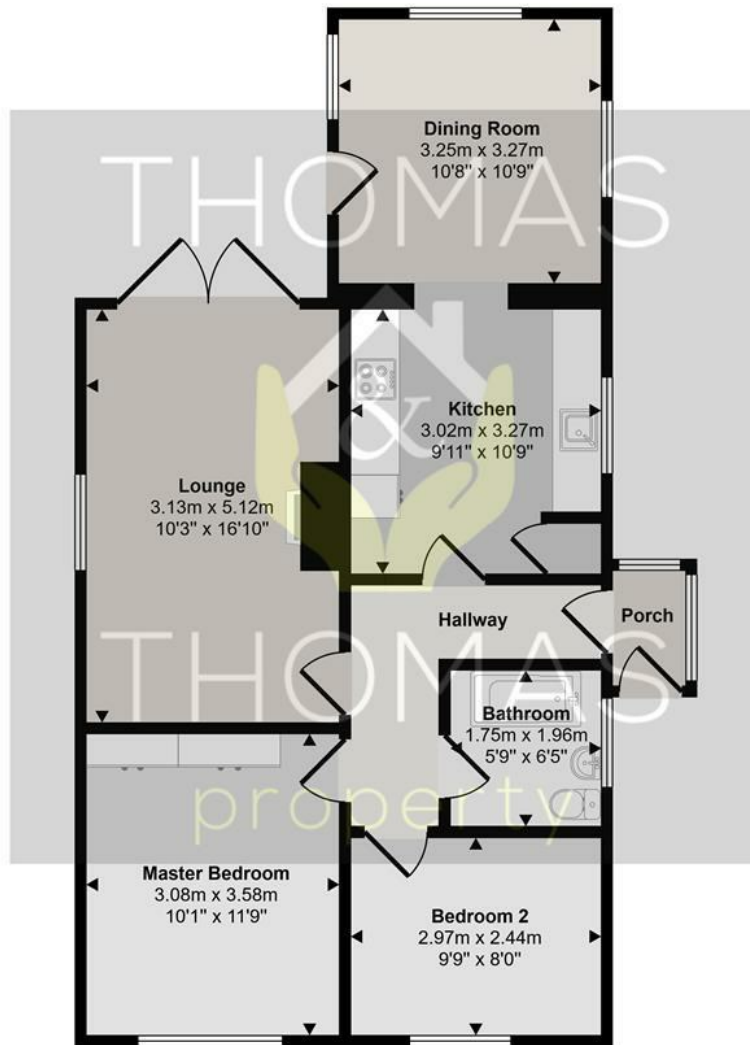 Dining Room
3.25m x 3.27m
10'8" x 10'9"
THOMAS
&
Kitchen
3.02m x 3.27m
9'11" x 10'9"
Lounge
3.13m x 5.12m
10'3" x 16'10"
Hallway
Porch
THOMAS
Bathroom
1.75m x 1.96m
5'9" x 6'5"
property
Master Bedroom
3.08m x 3.58m
10'1" x 11'9"
Bedroom 2
2.97m x 2.44m
9'9" x 8'0"